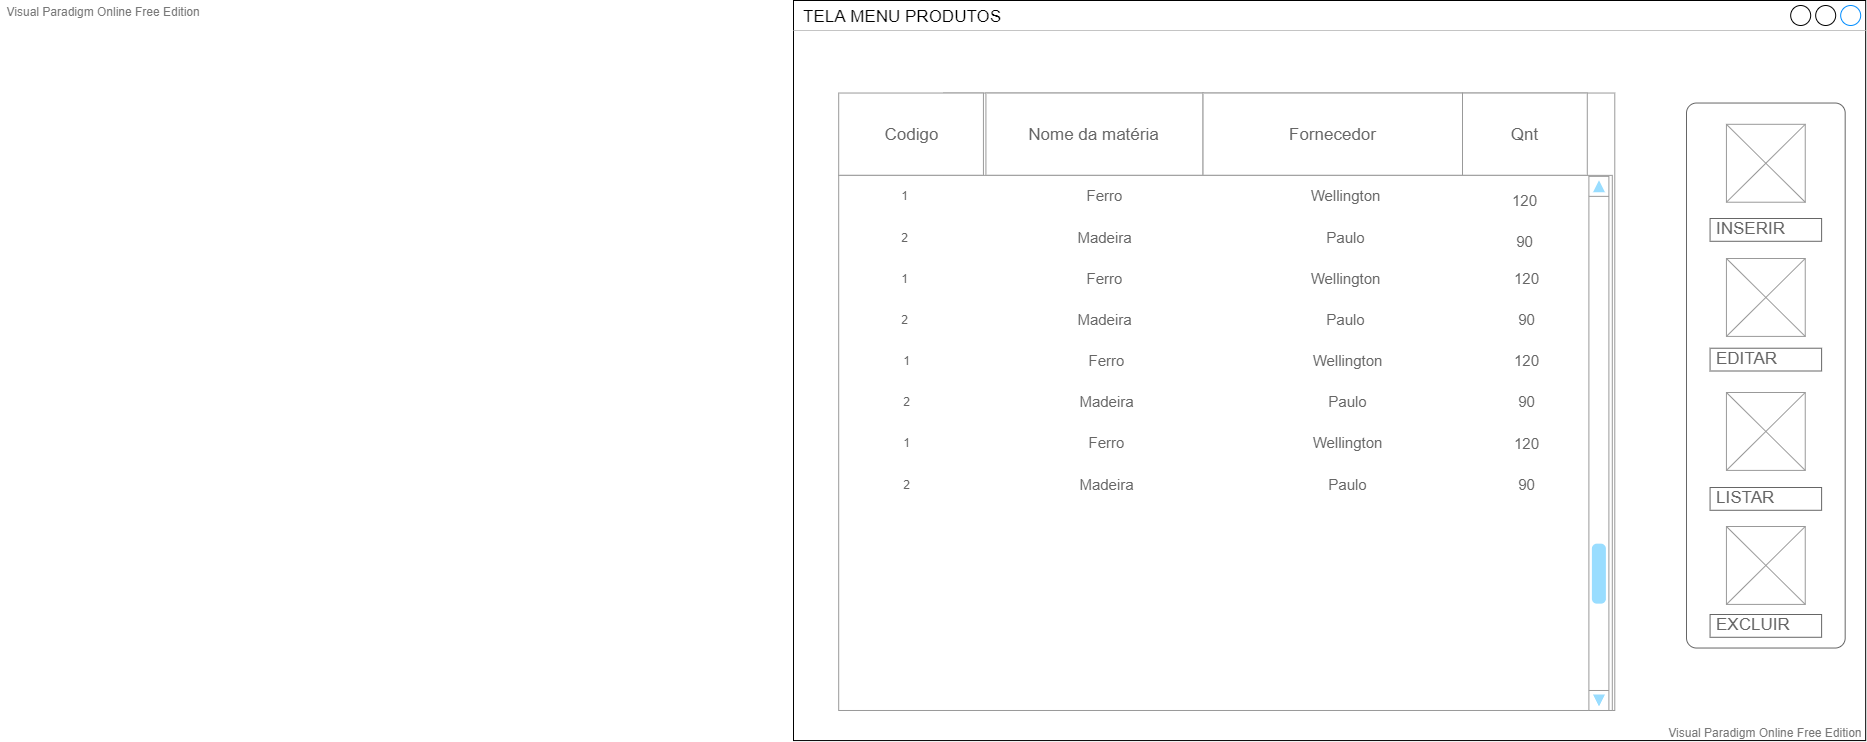 Visual Paradigm Online Free Edition
TELA MENU PRODUTOS
Codigo Nome da matéria Fornecedor Qnt
1 Ferro Wellington 120
2 Madeira Paulo 90
1 Ferro Wellington 120
2 Madeira Paulo 90
1 Ferro Wellington 120
2 Madeira Paulo 90
1 Ferro Wellington 120
2 Madeira Paulo 90
INSERIR
EDITAR
LISTAR
EXCLUIR
Visual Paradigm Online Free Edition